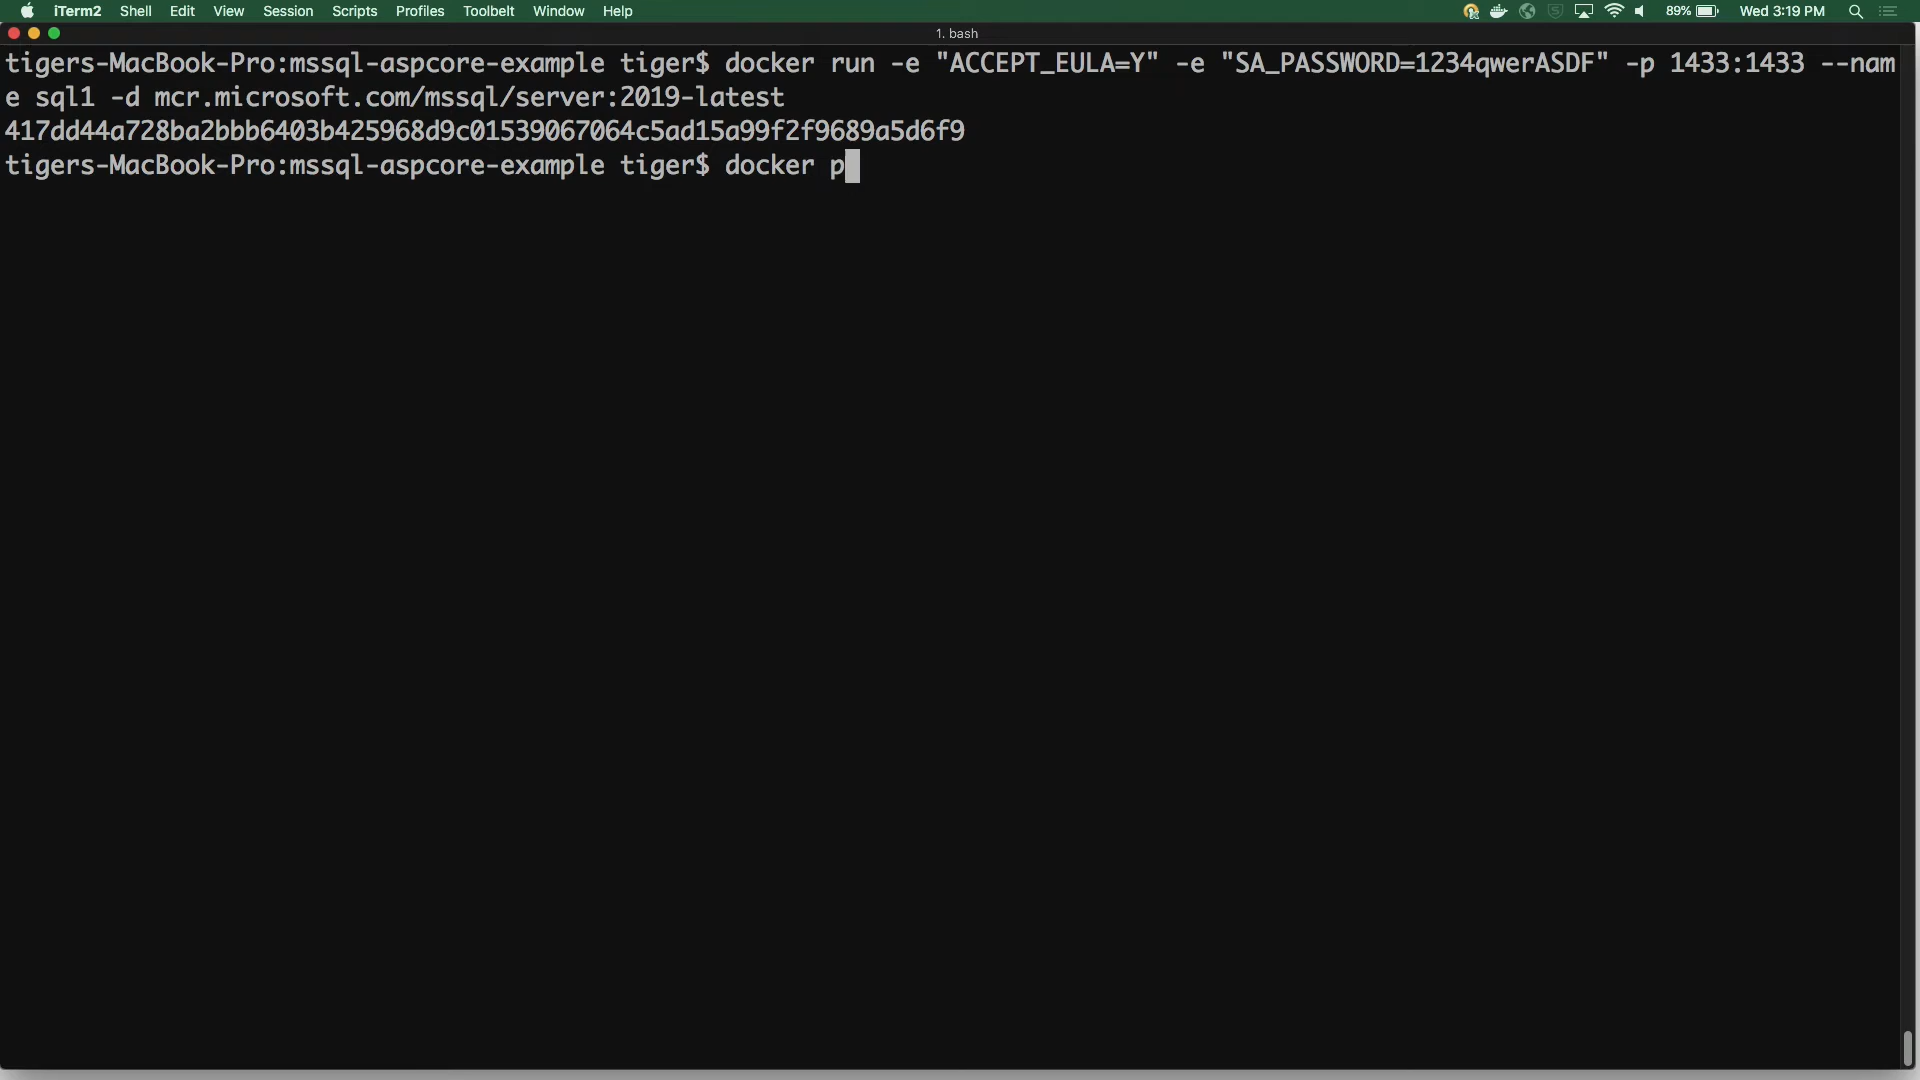 iTerm2 Shell Edit View Session Scripts Profiles Toolbelt Window Help 89% Wed 3:19 PM
1. bash
tigers-MacBook-Pro:mssql-aspcore-example tiger$ docker run -e "ACCEPT_EULA=Y" -e "SA_PASSWORD=1234qwerASDF" -p 1433:1433 --nam
e sql1 -d mcr.microsoft.com/mssql/server:2019-latest
417dd44a728ba2bbb6403b425968d9c01539067064c5ad15a99f2f9689a5d6f9
tigers-MacBook-Pro:mssql-aspcore-example tiger$ docker p